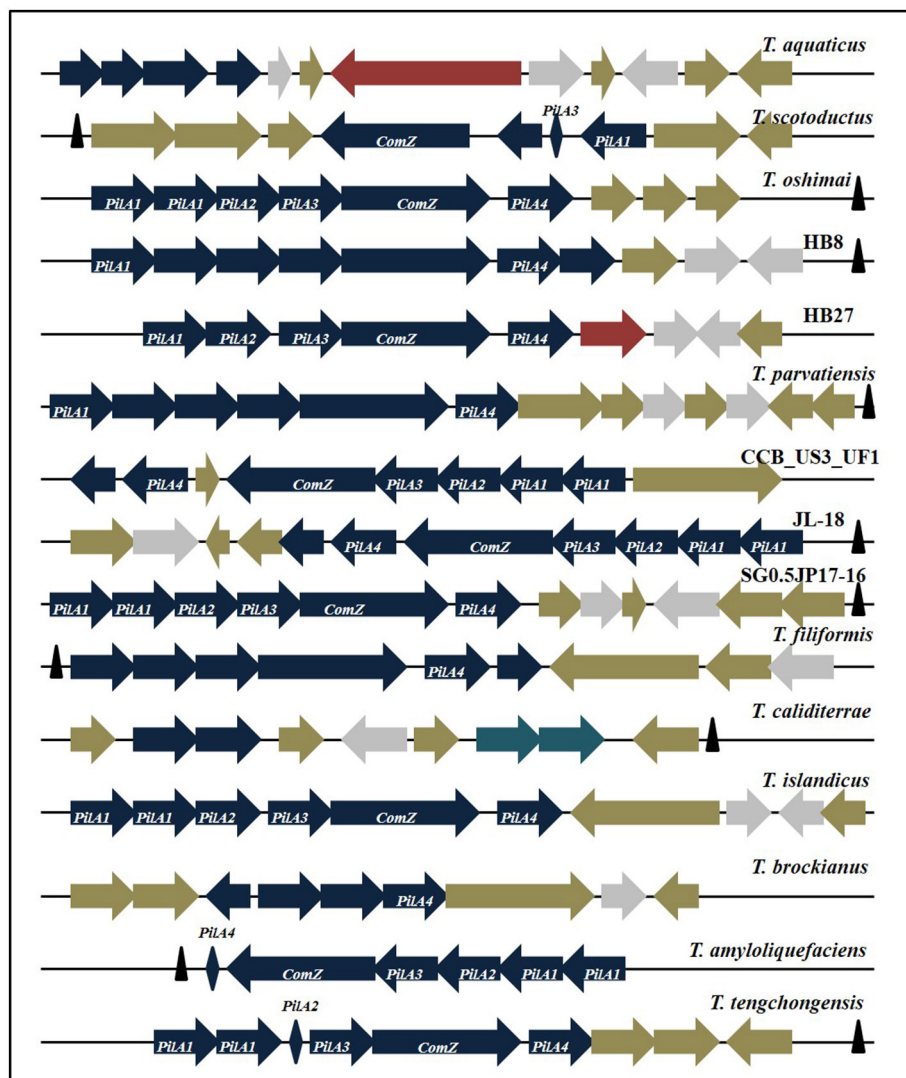 T. aquaticus
PilA3
T. scotoductus
ComZ PilA1
T. oshimai
PilA1 PilA1 PilA2 PilA3 ComZ PilA4
HB8
PilA1 PilA4
HB27
PilA1 PilA2 PilA3 ComZ PilA4
T. parvatiensis
PilA1 PilA4
CCB_US3_UF1
PilA4 ComZ PilA3 PilA2 PilA1 PilA1
JL-18
PilA4 ComZ PilA3 PilA2 PilA1 PilA1
SG0.5JP17-16
PilA1 PilA1 PilA2 PilA3 ComZ PilA4
T. filiformis
PilA4
T. caliditerrae
T. islandicus
PilA1 PilA1 PilA2 PilA3 ComZ PilA4
T. brockianus
PilA4
PilA4
T. amyloliquefaciens
ComZ PilA3 PilA2 PilA1 PilA1
PilA2
T. tengchongensis
PilA1 PilA1 PilA3 ComZ PilA4